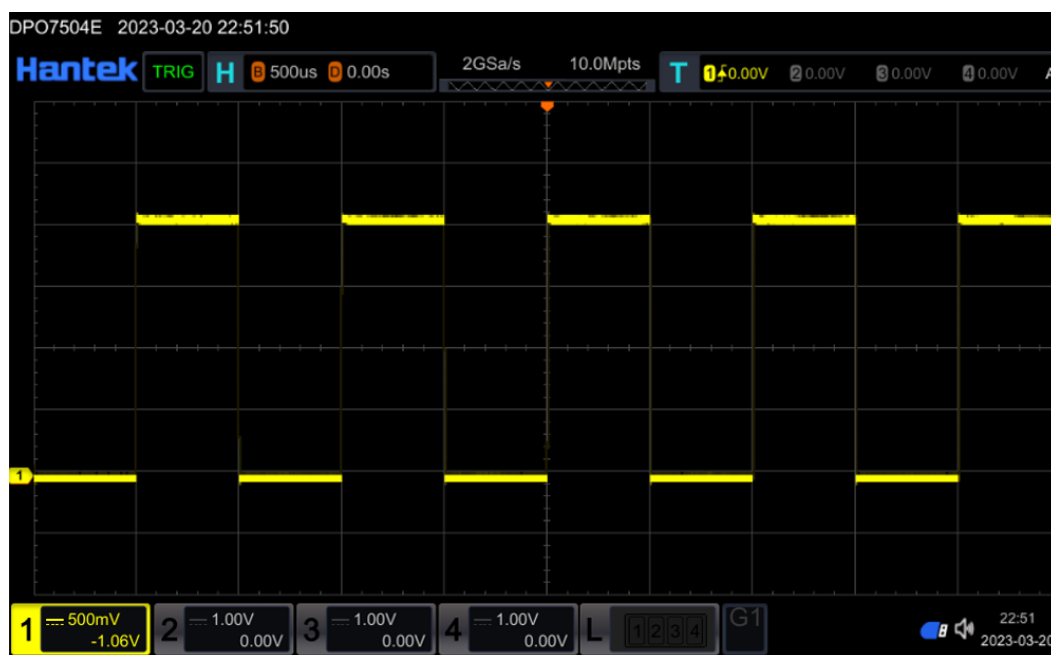 DPO7504E 2023-03-20 22:51:50
Hantek TRIG H B 500us D 0.00s 2GSa/s 10.0Mpts T 1 0.00V 2 0.00V 3 0.00V 4 0.00V A
1
1 500mV -1.06V 2 1.00V 0.00V 3 1.00V 0.00V 4 1.00V 0.00V L 1 2 3 4 G1 22:51 2023-03-20